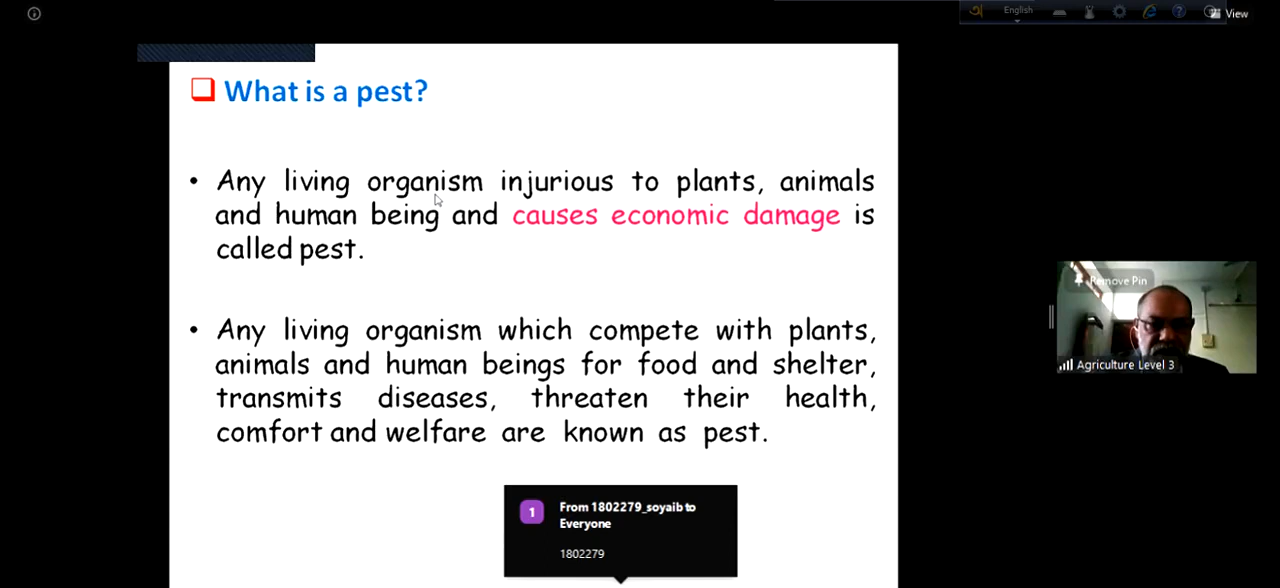 English
View
What is a pest?
• Any living organism injurious to plants, animals
and human being and causes economic damage is
called pest.
• Any living organism which compete with plants,
animals and human beings for food and shelter,
transmits diseases, threaten their health,
comfort and welfare are known as pest.
Remove Pin
Agriculture Level 3
1
From 1802279_soyaib to
Everyone
1802279